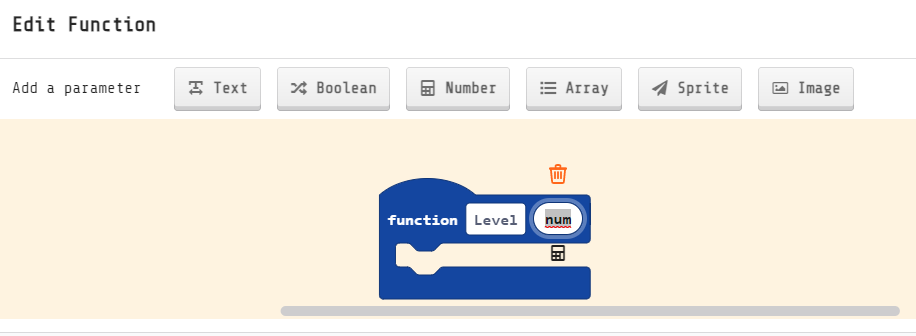 Edit Function
Add a parameter Text Boolean Number Array Sprite Image
function Level num